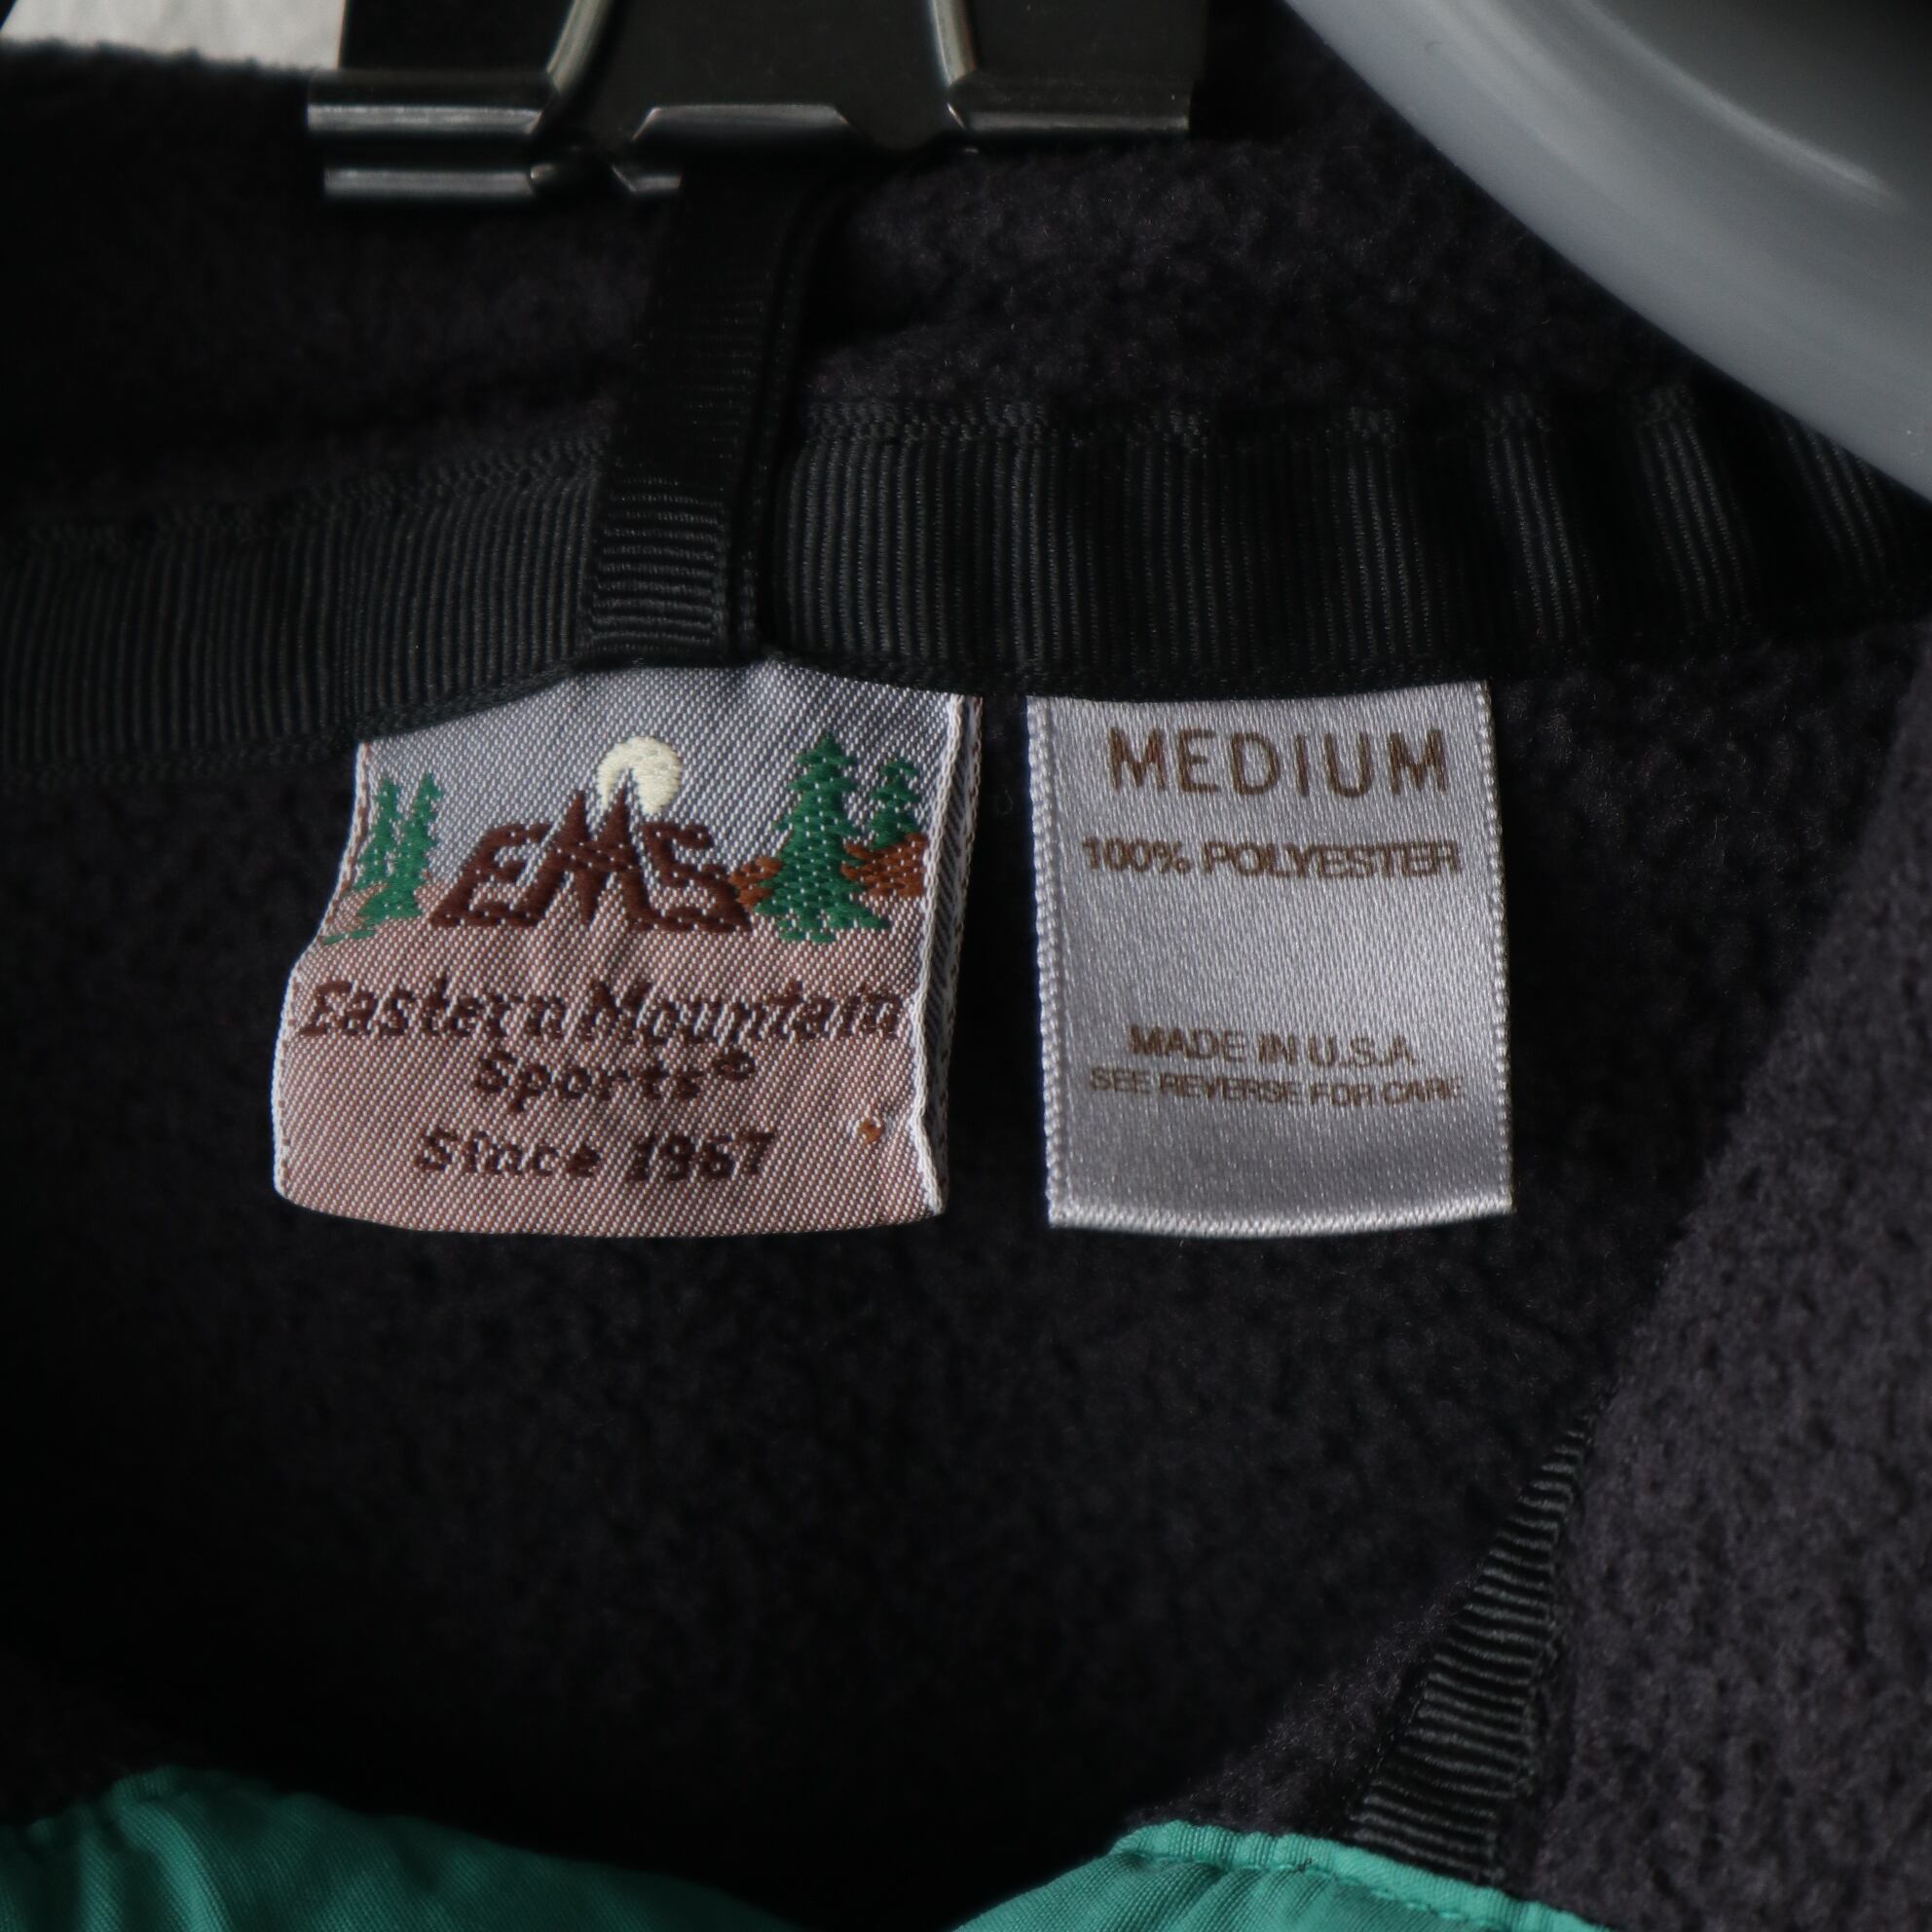 EMS
Eastern Mountain
Sports®
Since 1967
MEDIUM
100% POLYESTER
MADE IN U.S.A
SEE REVERSE FOR CARE